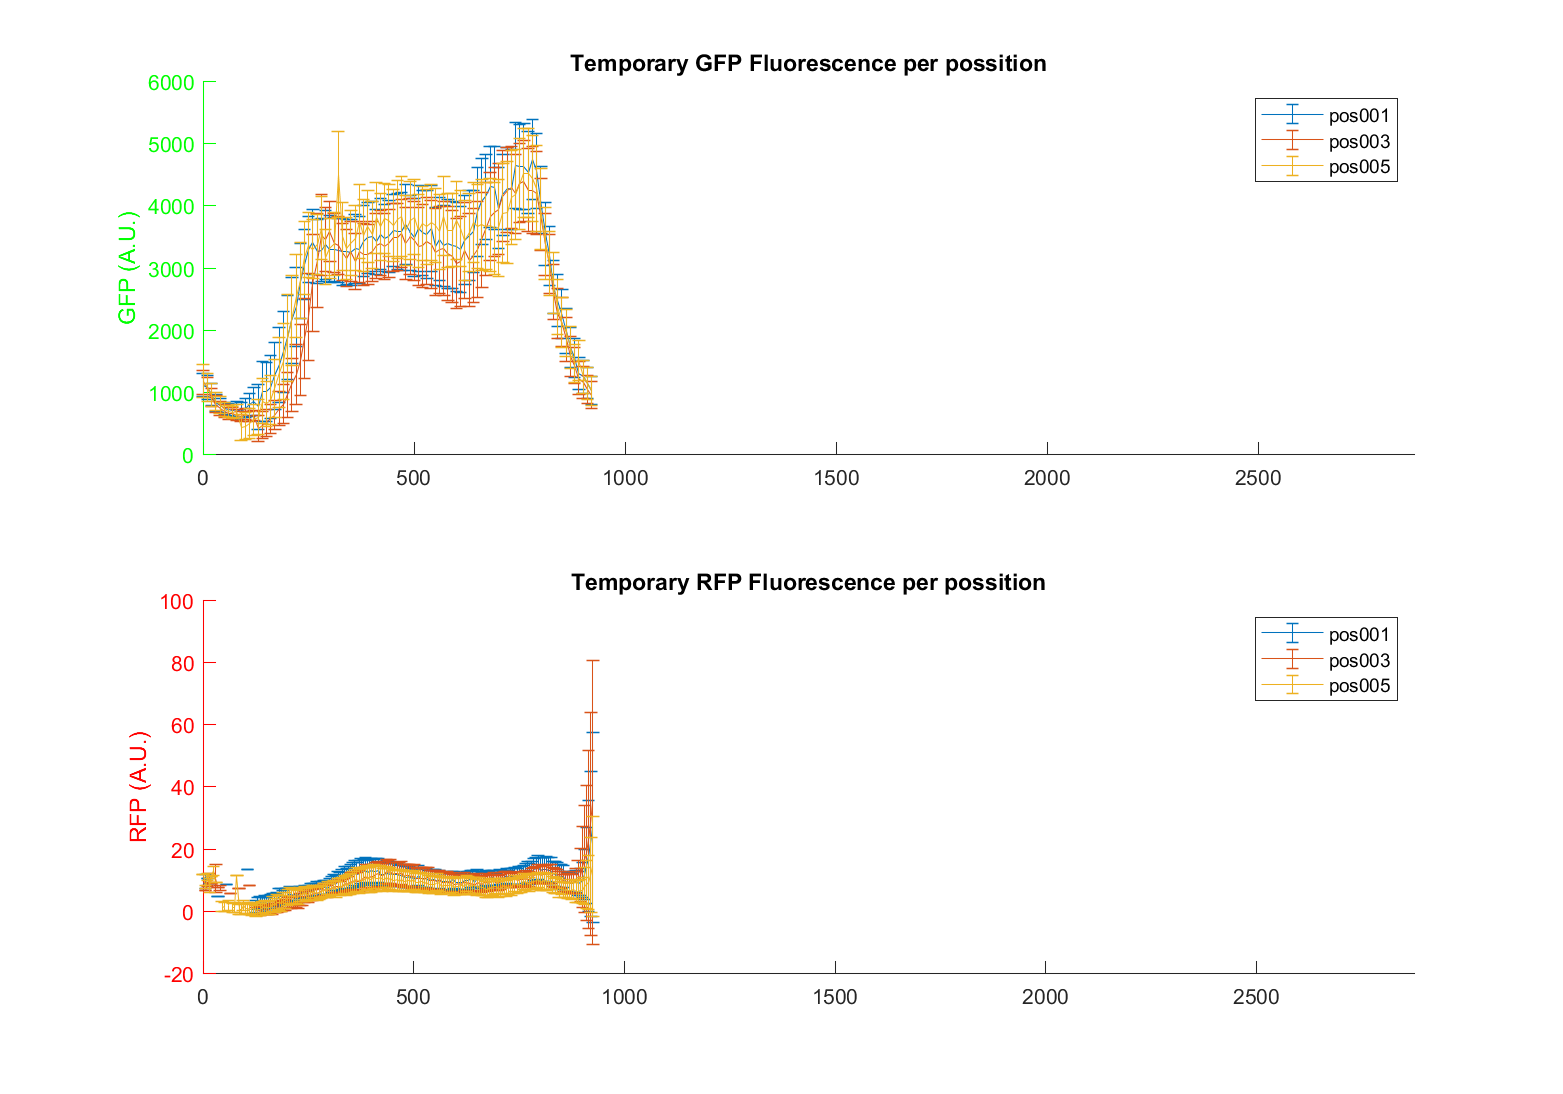 Temporary GFP Fluorescence per possition
6000
5000
4000
3000
2000
1000
0
GFP (A.U.)
0 500 1000 1500 2000 2500
pos001
pos003
pos005
Temporary RFP Fluorescence per possition
100
80
60
40
20
0
-20
RFP (A.U.)
0 500 1000 1500 2000 2500
pos001
pos003
pos005